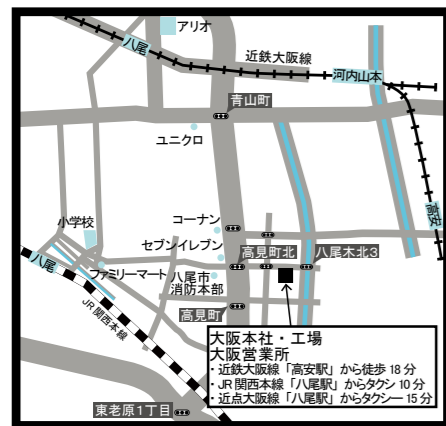 アリオ
八尾
近鉄大阪線
河内山本
青山町
高安
ユニクロ
小学校
コーナン
セブンイレブン
高見町北
八尾木北3
八尾
ファミリーマート
八尾市
消防本部
高見町
JR関西本線
大阪本社・工場
大阪営業所
・近鉄大阪線「高安駅」から徒歩18分
・JR関西本線「八尾駅」からタクシ10分
・近点大阪線「八尾駅」からタクシー15分
東老原1丁目